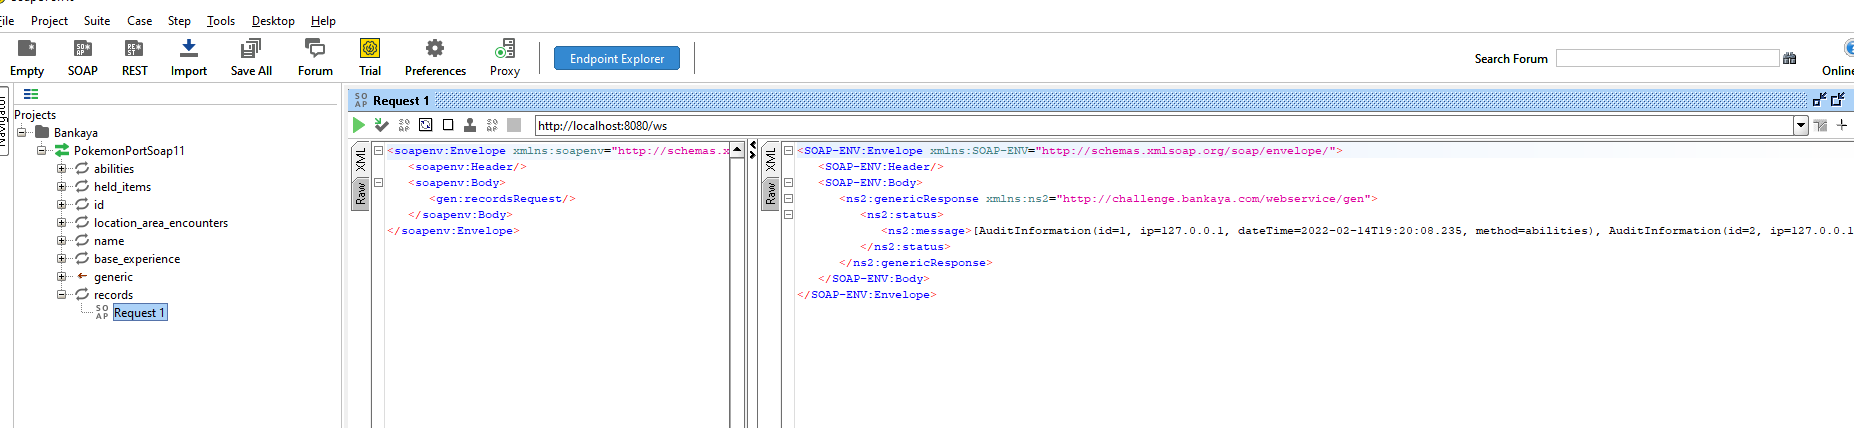 File Project Suite Case Step Tools Desktop Help
Empty SOAP REST Import Save All Forum Trial Preferences Proxy Endpoint Explorer Search Forum Online
Navigator
Projects
Bankaya
PokemonPortSoap11
abilities
held_items
id
location_area_encounters
name
base_experience
generic
records
SO AP Request 1
SO AP Request 1
http://localhost:8080/ws
XML
Raw
<soapenv:Envelope xmlns:soapenv="http://schemas.x
<soapenv:Header/>
<soapenv:Body>
<gen:recordsRequest/>
</soapenv:Body>
</soapenv:Envelope>
XML
Raw
<SOAP-ENV:Envelope xmlns:SOAP-ENV="http://schemas.xmlsoap.org/soap/envelope/">
<SOAP-ENV:Header/>
<SOAP-ENV:Body>
<ns2:genericResponse xmlns:ns2="http://challenge.bankaya.com/webservice/gen">
<ns2:status>
<ns2:message>[AuditInformation(id=1, ip=127.0.0.1, dateTime=2022-02-14T19:20:08.235, method=abilities), AuditInformation(id=2, ip=127.0.0.1
</ns2:status>
</ns2:genericResponse>
</SOAP-ENV:Body>
</SOAP-ENV:Envelope>